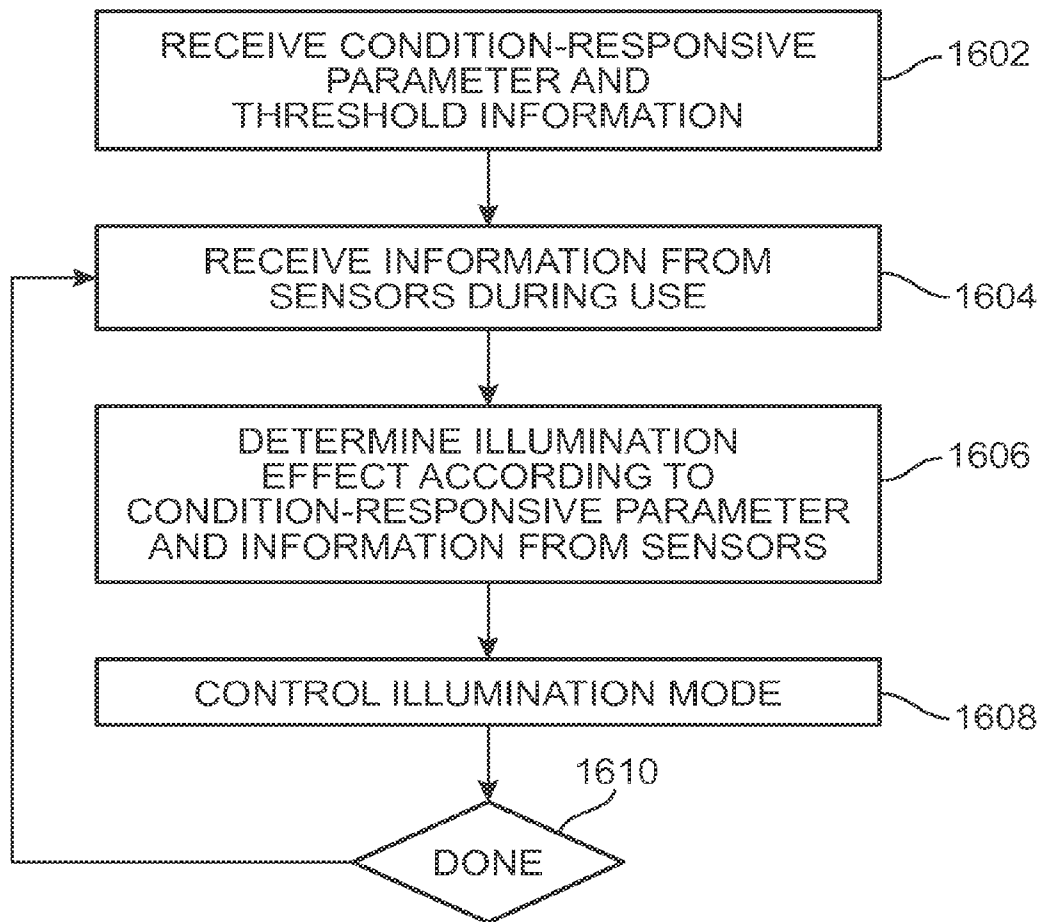 RECEIVE CONDITION-RESPONSIVE
PARAMETER AND
THRESHOLD INFORMATION
1602
RECEIVE INFORMATION FROM
SENSORS DURING USE
1604
DETERMINE ILLUMINATION
EFFECT ACCORDING TO
CONDITION-RESPONSIVE PARAMETER
AND INFORMATION FROM SENSORS
1606
CONTROL ILLUMINATION MODE
1608
1610
DONE